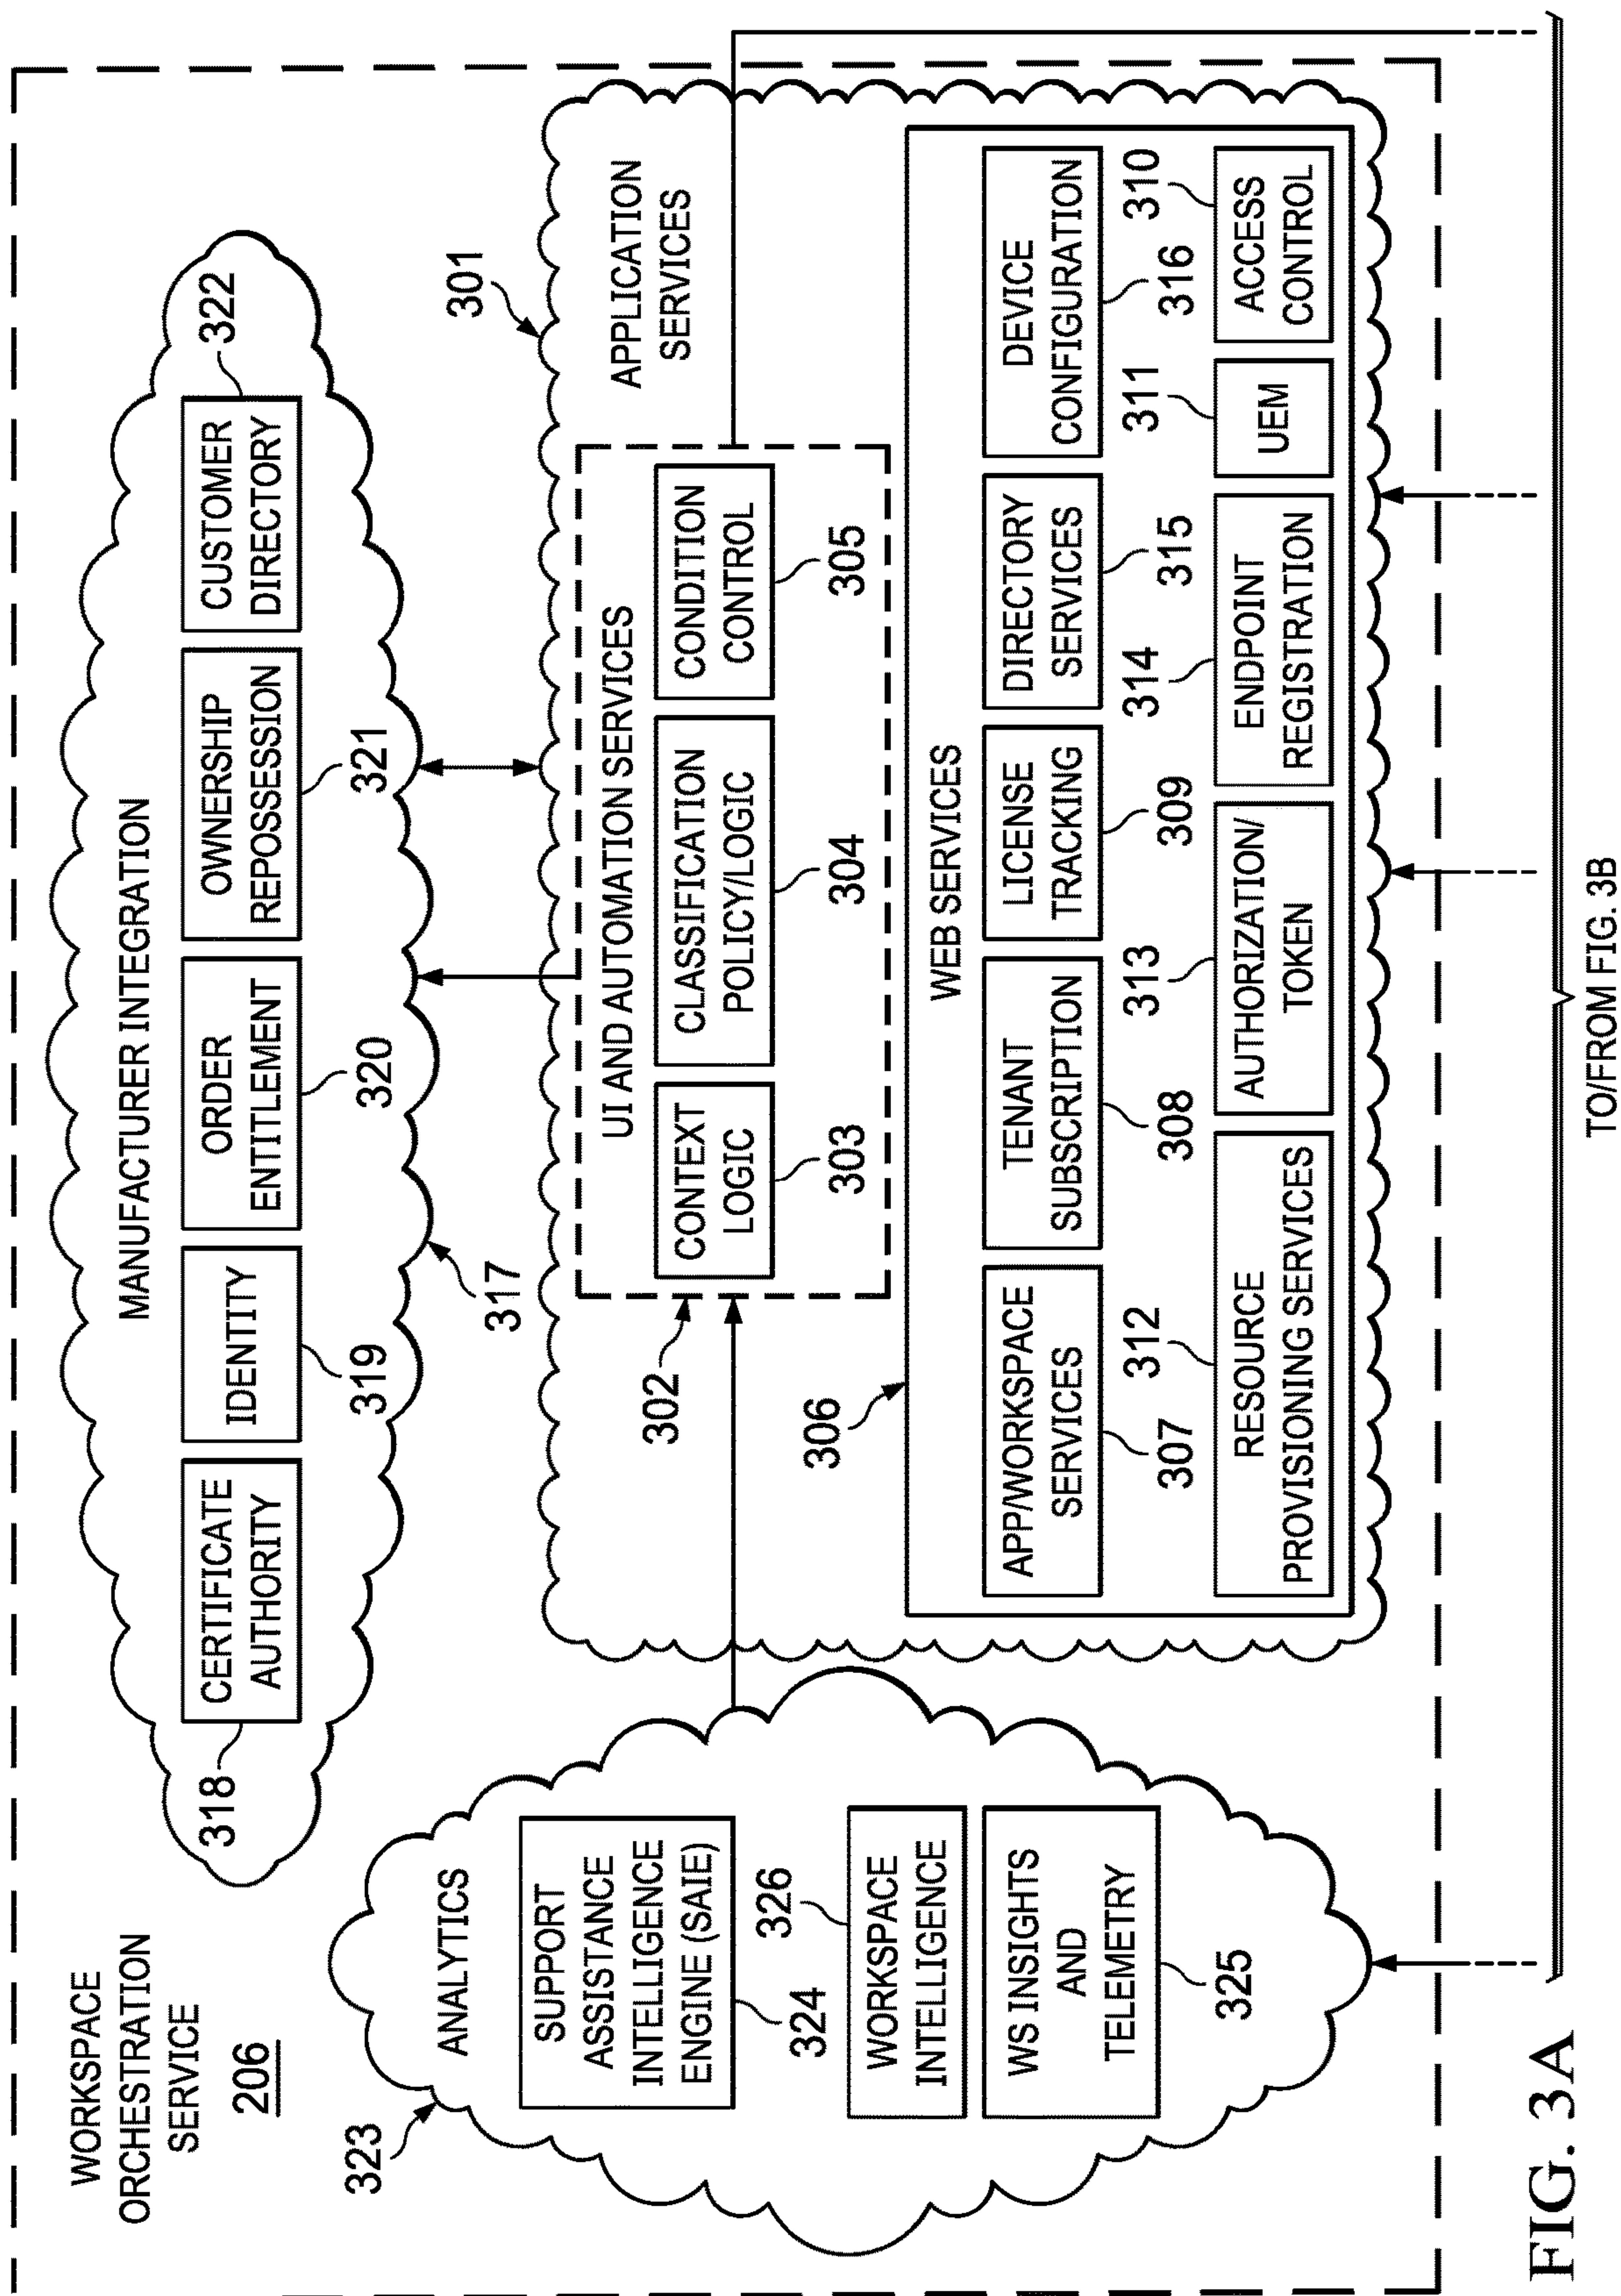 WORKSPACE
ORCHESTRATION
SERVICE
206
MANUFACTURER INTEGRATION
CERTIFICATE
AUTHORITY
318
IDENTITY
319
ORDER
ENTITLEMENT
320
OWNERSHIP
REPOSSESSION
321
CUSTOMER
DIRECTORY
322
317
323
ANALYTICS
SUPPORT
ASSISTANCE
INTELLIGENCE
ENGINE (SAIE)
324
326
WORKSPACE
INTELLIGENCE
WS INSIGHTS
AND
TELEMETRY
325
301
APPLICATION
SERVICES
302
UI AND AUTOMATION SERVICES
CONTEXT
LOGIC
303
CLASSIFICATION
POLICY/LOGIC
304
CONDITION
CONTROL
305
306
WEB SERVICES
APP/WORKSPACE
SERVICES
307
TENANT
SUBSCRIPTION
308
LICENSE
TRACKING
309
DIRECTORY
SERVICES
315
DEVICE
CONFIGURATION
316
312
RESOURCE
PROVISIONING SERVICES
313
AUTHORIZATION/
TOKEN
314
ENDPOINT
REGISTRATION
311
UEM
310
ACCESS
CONTROL
FIG. 3A
TO/FROM FIG. 3B